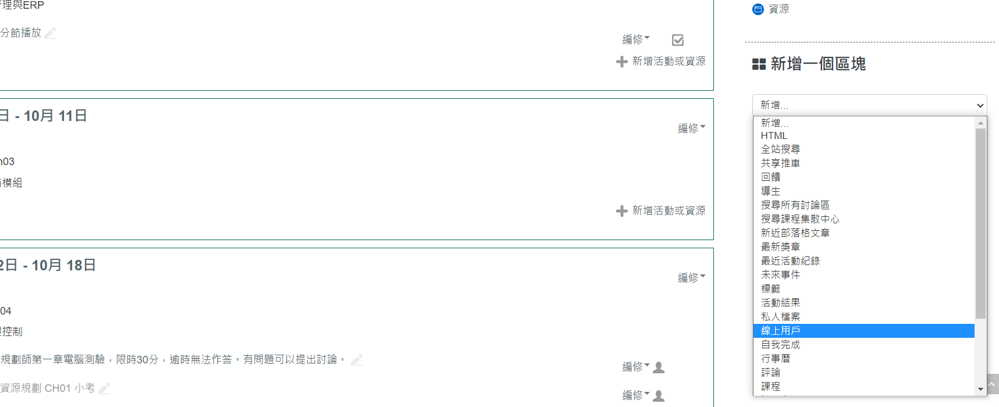 理與ERP
分節播放
編修
新增活動或資源
日 - 10月 11日
編修
h03
模組
新增活動或資源
2日 - 10月 18日
編修
04
控制
規劃師第一章電腦測驗，限時30分，逾時無法作答。有問題可以提出討論。
編修
資源規劃 CH01 小考
編修
資源
新增一個區塊
新增...
新增...
HTML
全站搜尋
共享推車
回饋
導生
搜尋所有討論區
搜尋課程集散中心
新近部落格文章
最新獎章
最近活動紀錄
未來事件
標籤
活動結果
私人檔案
線上用戶
自我完成
行事曆
評論
課程